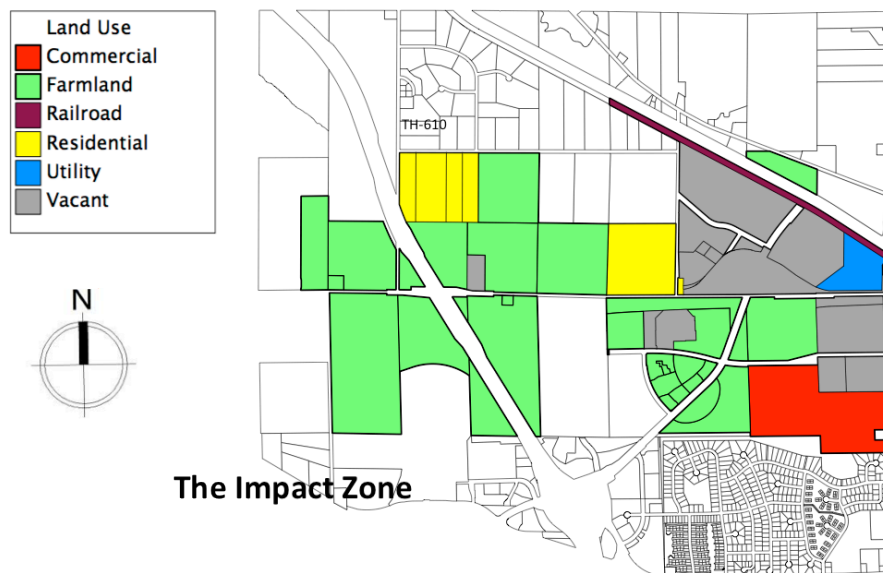 Land Use
Commercial
Farmland
Railroad
Residential
Utility
Vacant
TH-610
N
The Impact Zone